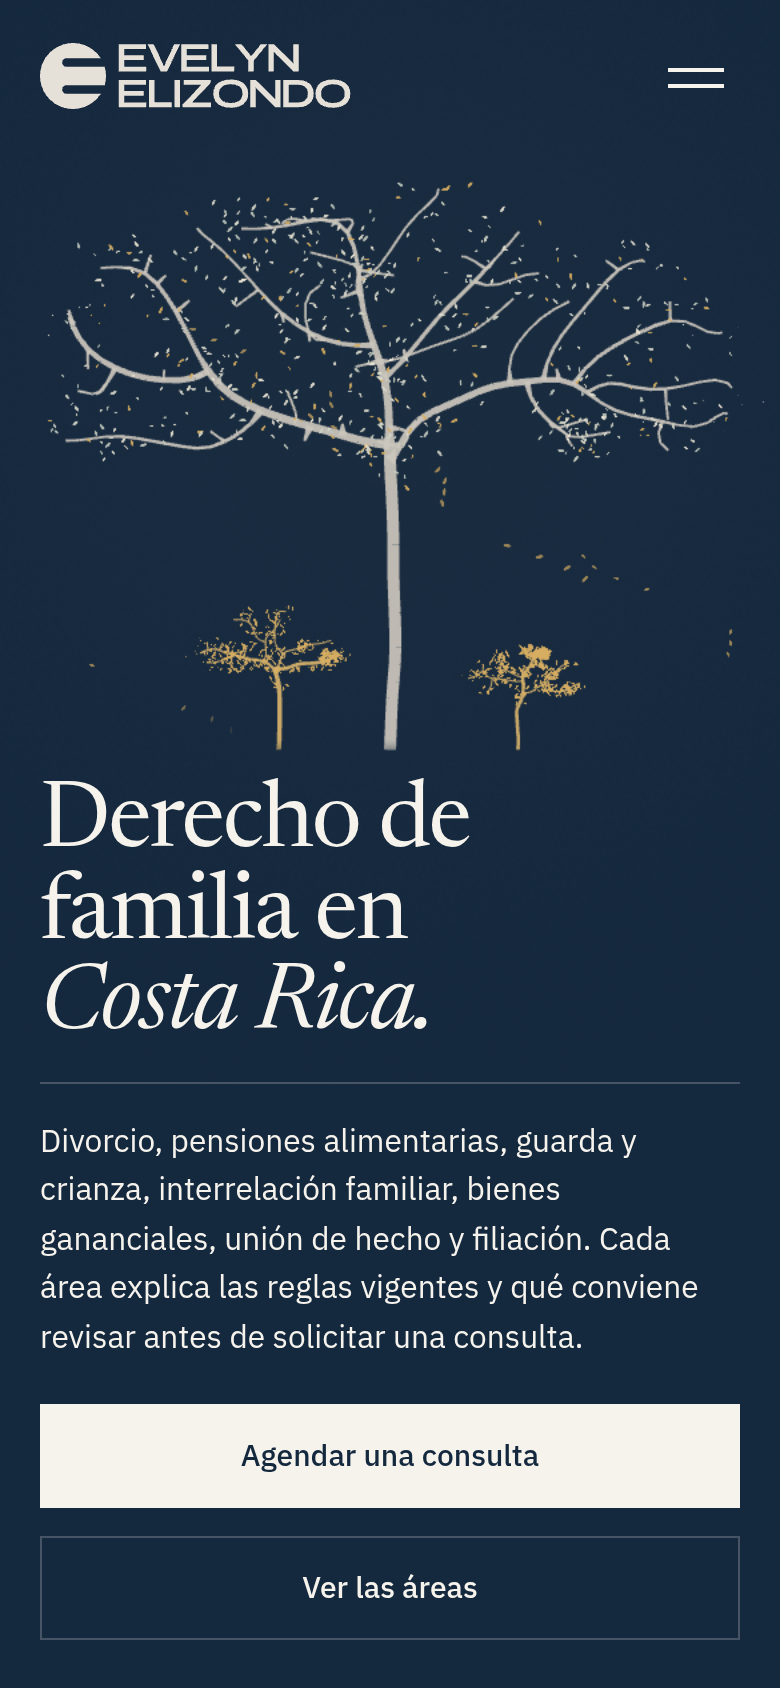 EVELYN
ELIZONDO
Derecho de
familia en
Costa Rica.
Divorcio, pensiones alimentarias, guarda y
crianza, interrelación familiar, bienes
gananciales, unión de hecho y filiación. Cada
área explica las reglas vigentes y qué conviene
revisar antes de solicitar una consulta.
Agendar una consulta
Ver las áreas